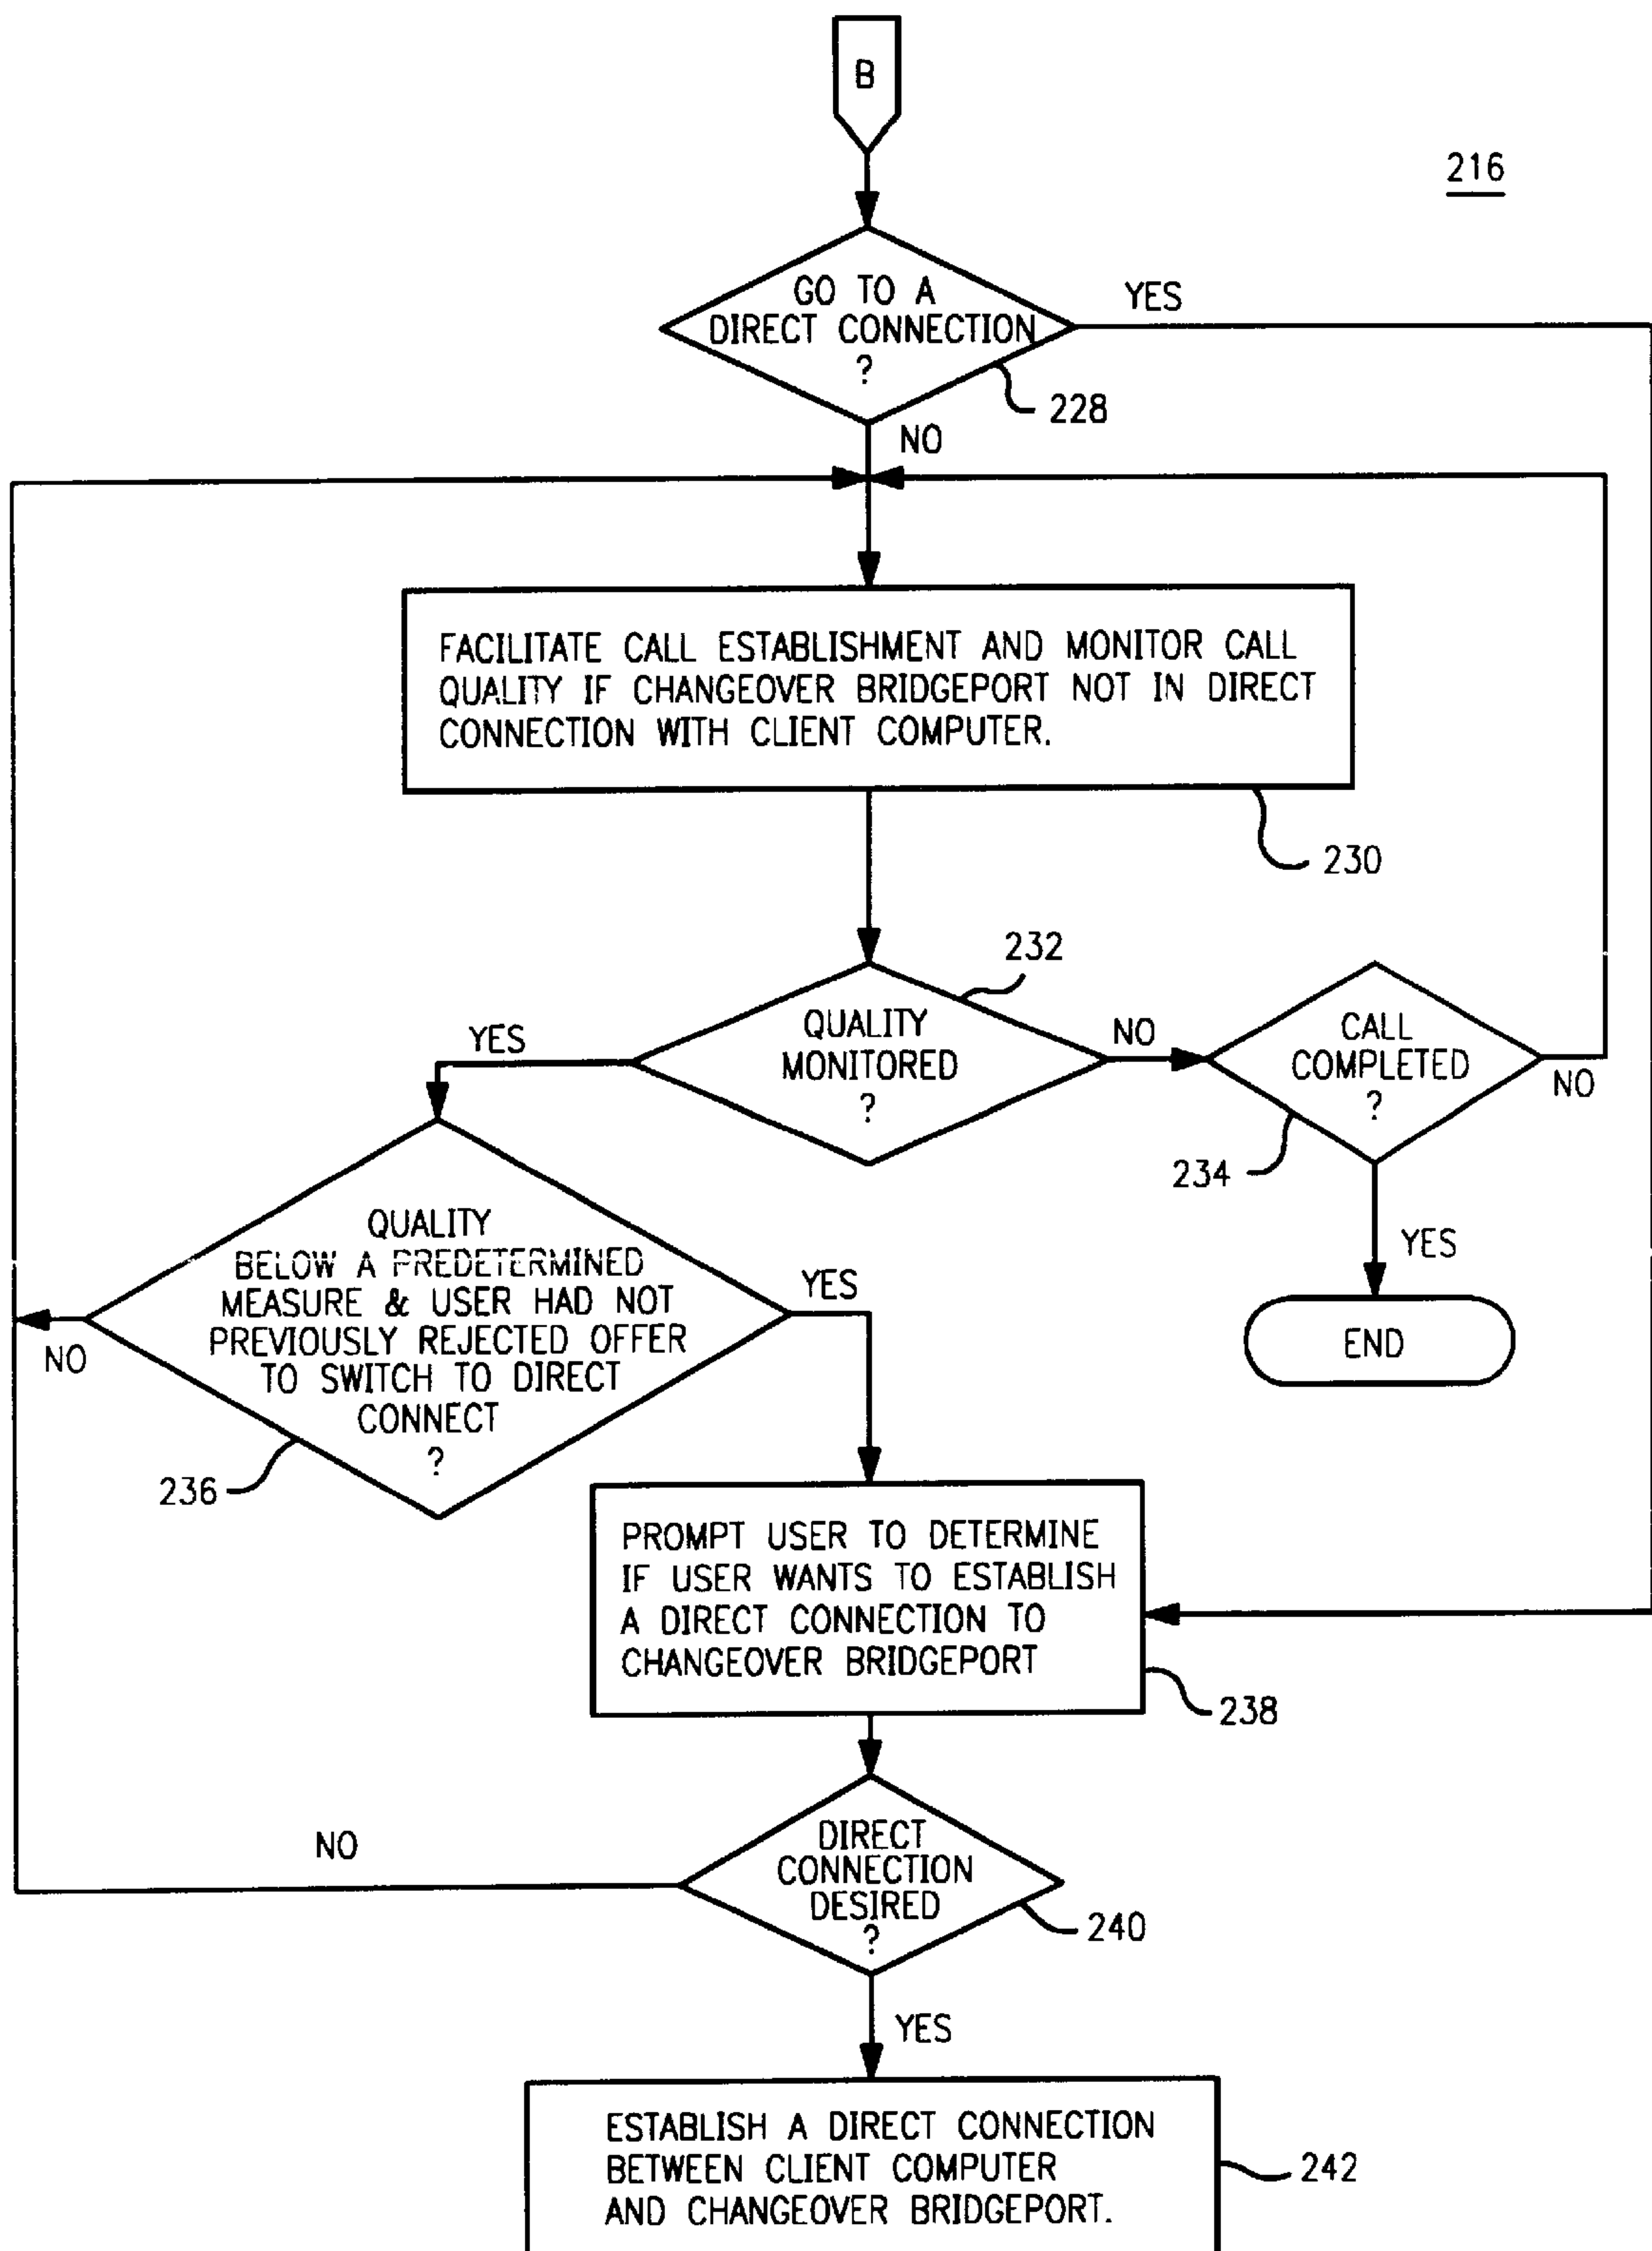 B
216
GO TO A
DIRECT CONNECTION
?
YES
228
NO
FACILITATE CALL ESTABLISHMENT AND MONITOR CALL
QUALITY IF CHANGEOVER BRIDGEPORT NOT IN DIRECT
CONNECTION WITH CLIENT COMPUTER.
230
232
QUALITY
MONITORED
?
YES
NO
CALL
COMPLETED
?
NO
234
YES
END
QUALITY
BELOW A PREDETERMINED
MEASURE & USER HAD NOT
PREVIOUSLY REJECTED OFFER
TO SWITCH TO DIRECT
CONNECT
?
YES
NO
236
PROMPT USER TO DETERMINE
IF USER WANTS TO ESTABLISH
A DIRECT CONNECTION TO
CHANGEOVER BRIDGEPORT
238
DIRECT
CONNECTION
DESIRED
?
NO
240
YES
ESTABLISH A DIRECT CONNECTION
BETWEEN CLIENT COMPUTER
AND CHANGEOVER BRIDGEPORT.
242